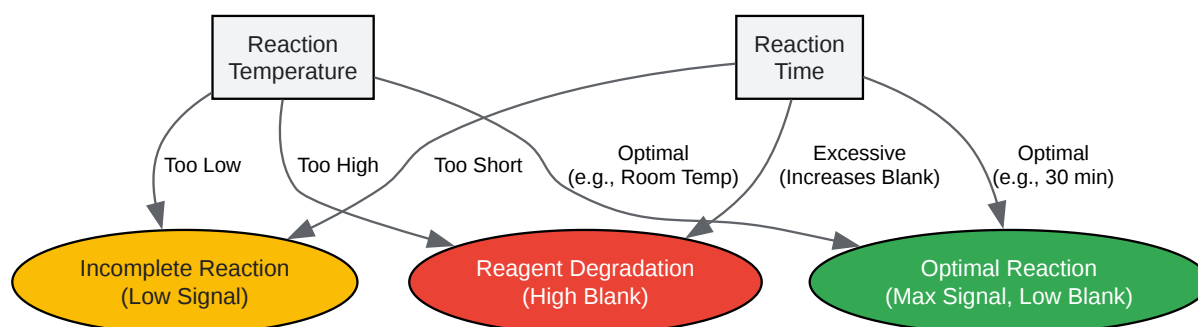 Reaction
Temperature
Reaction
Time
Too Low
Too High
Too Short
Optimal
(e.g., Room Temp)
Excessive
(Increases Blank)
Optimal
(e.g., 30 min)
Incomplete Reaction
(Low Signal)
Reagent Degradation
(High Blank)
Optimal Reaction
(Max Signal, Low Blank)